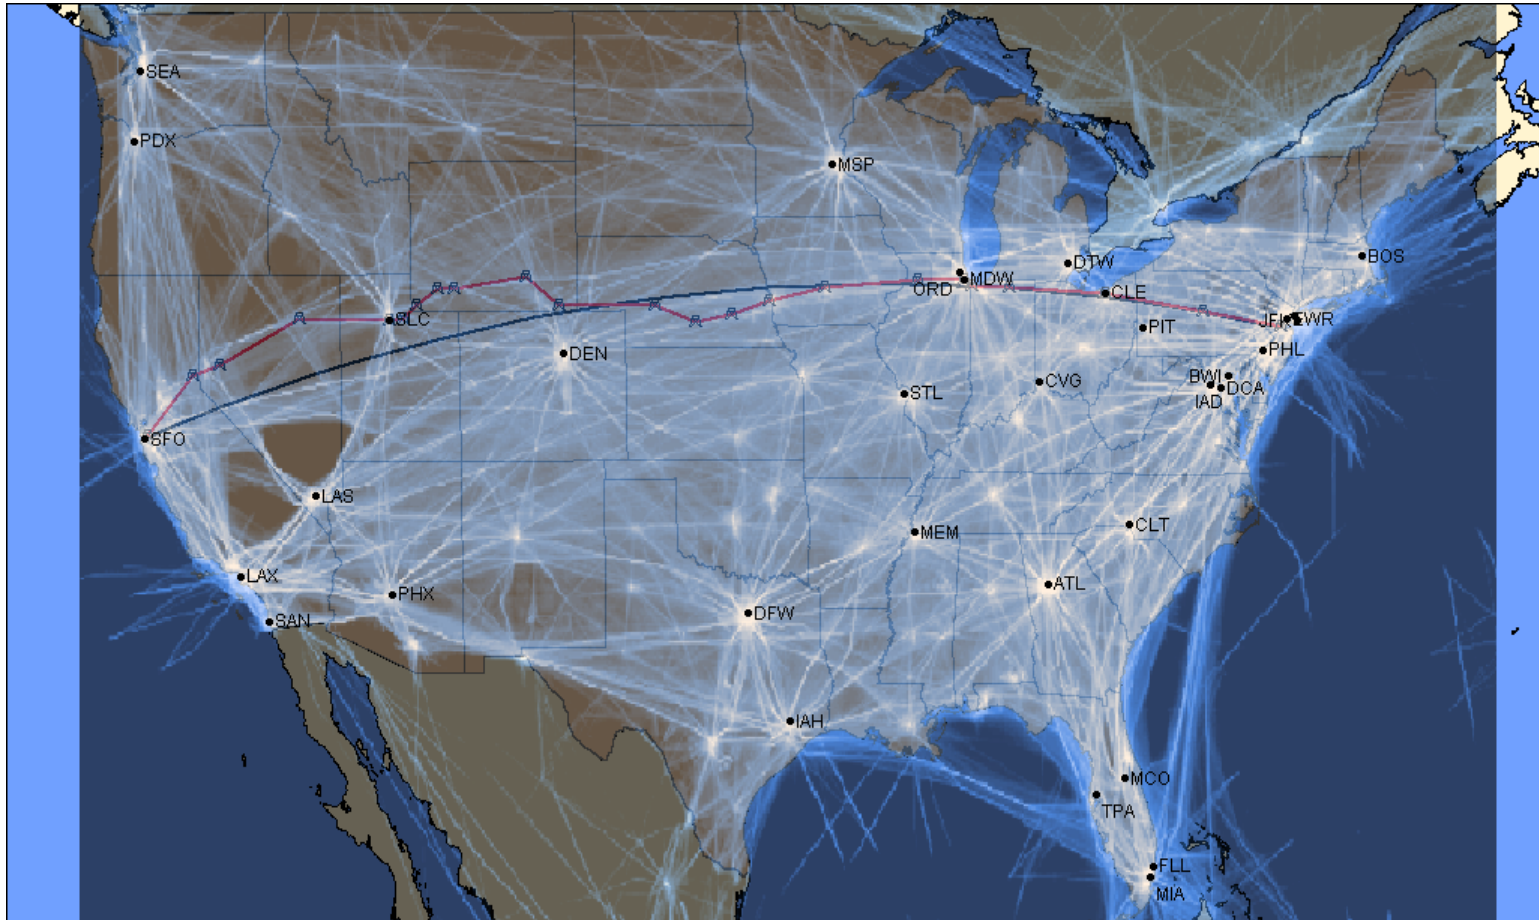 SEA
PDX
MSP
BOS
DTW
MDW
ORD
CLE
SLC
JFK
EWR
PIT
PHL
DEN
BWI
CVG
DCA
STL
IAD
SFO
LAS
CLT
MEM
LAX
ATL
PHX
DFW
SAN
IAH
MCO
TPA
FLL
MIA